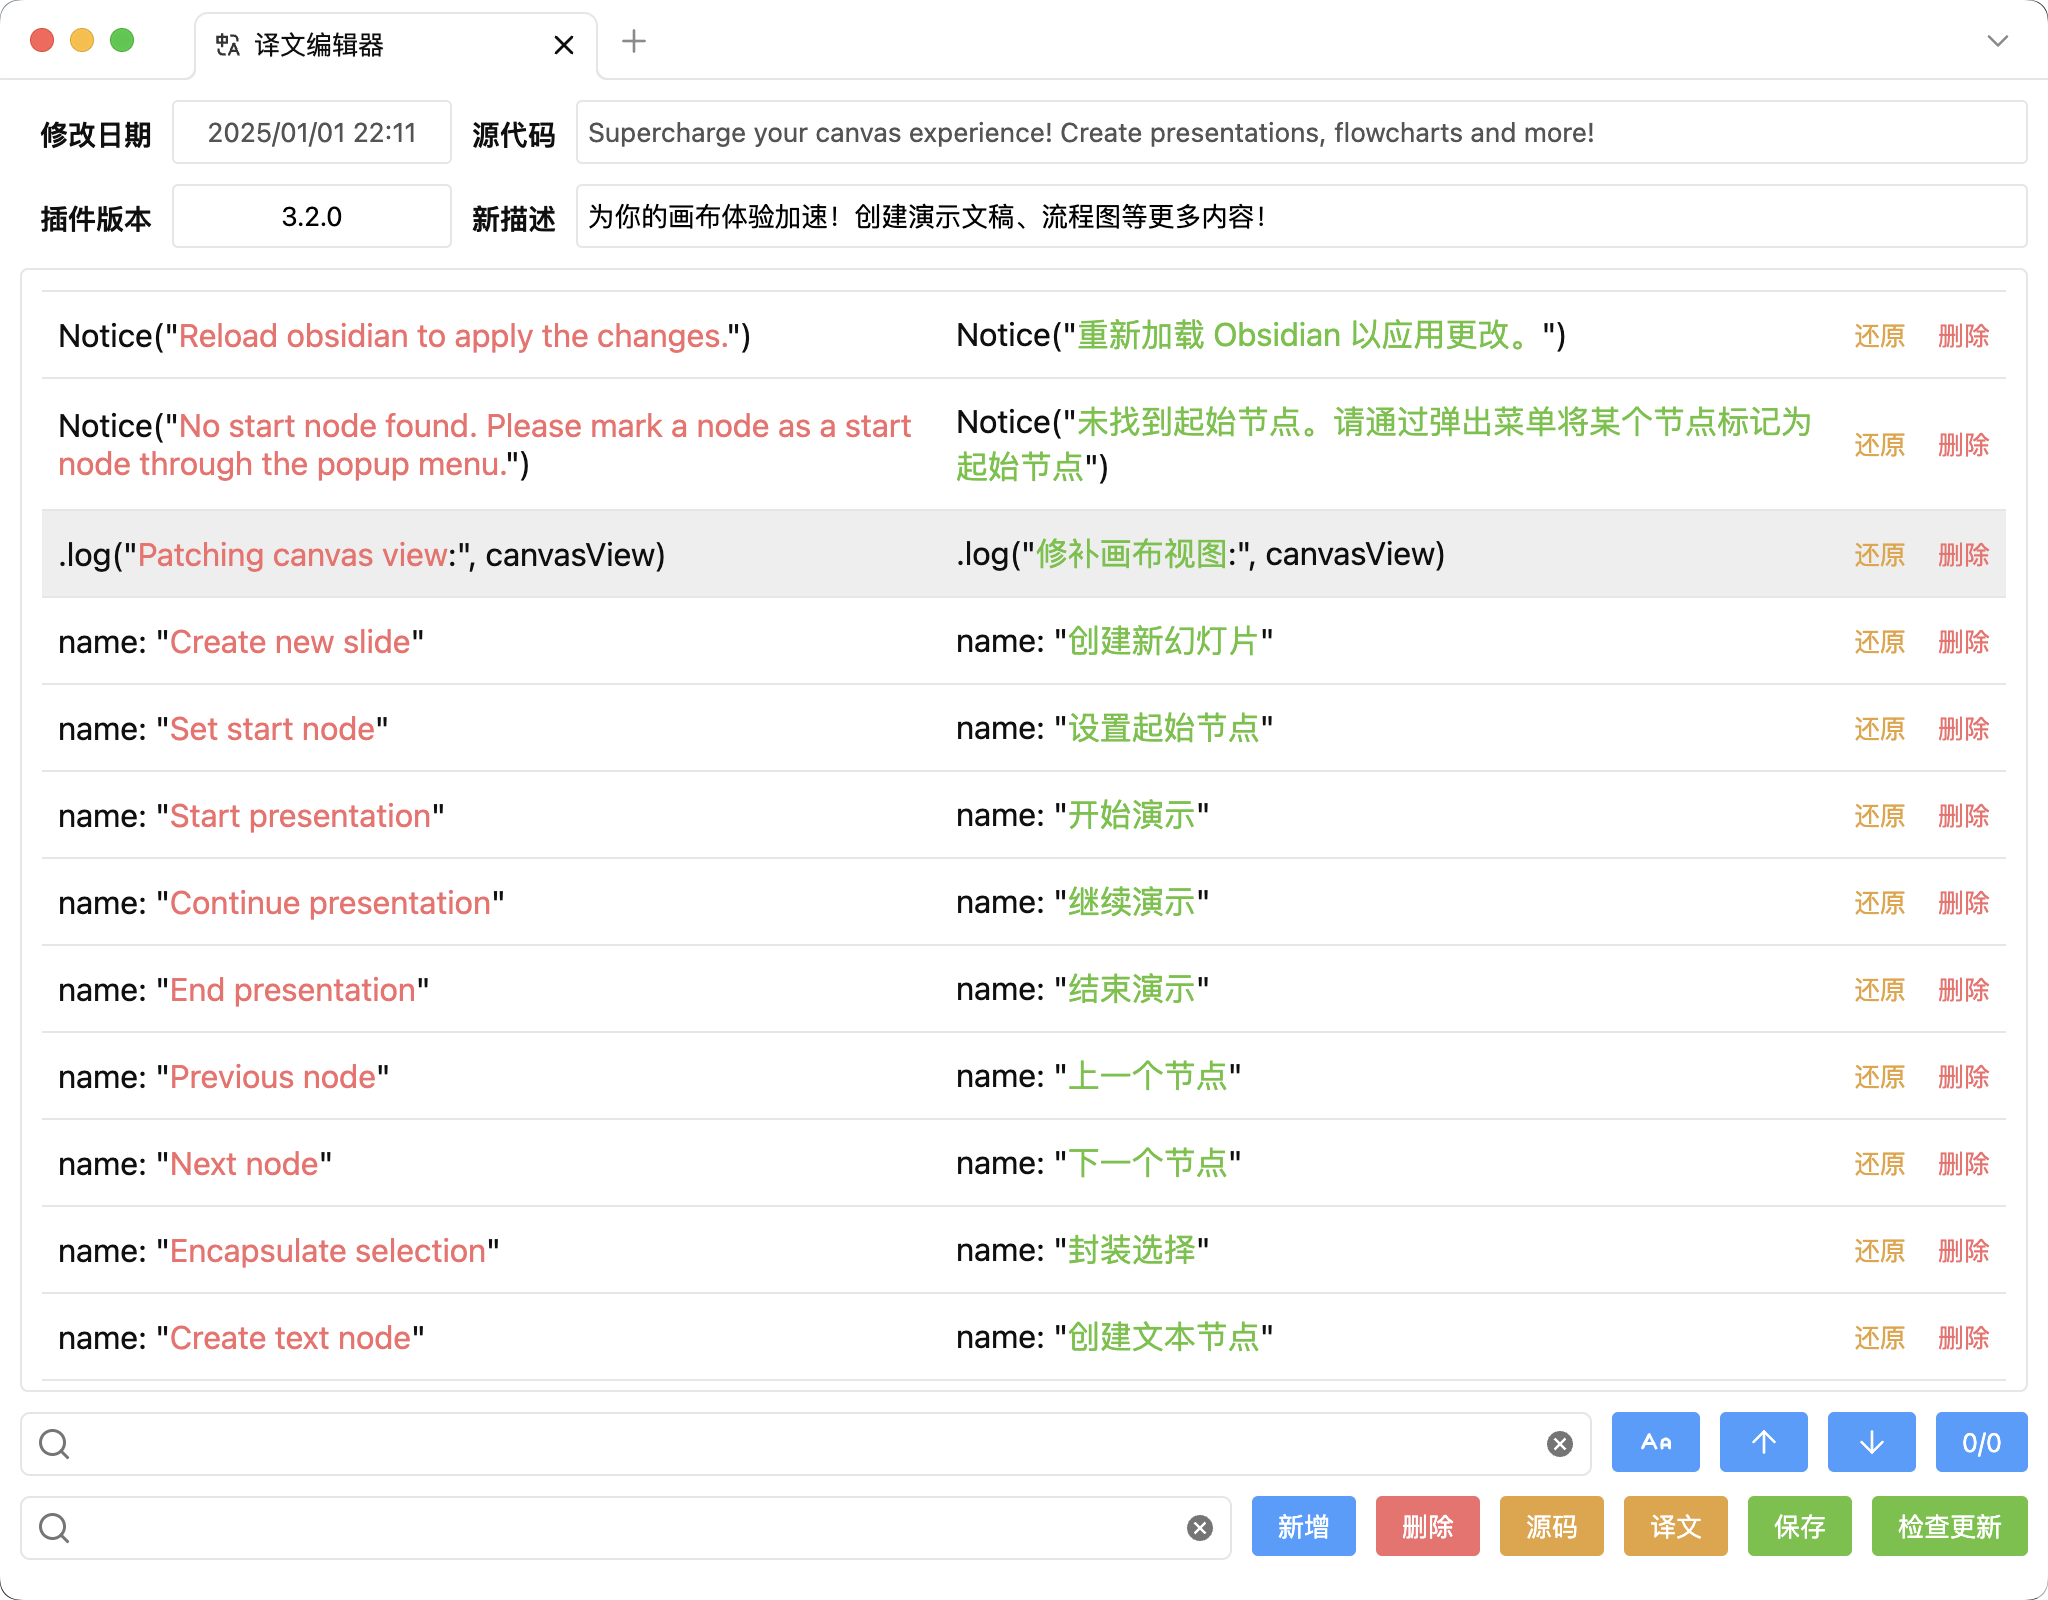 译文编辑器
修改日期 2025/01/01 22:11 源代码 Supercharge your canvas experience! Create presentations, flowcharts and more!
插件版本 3.2.0 新描述 为你的画布体验加速！创建演示文稿、流程图等更多内容！
Notice("Reload obsidian to apply the changes.") Notice("重新加载 Obsidian 以应用更改。") 还原 删除
Notice("No start node found. Please mark a node as a start
node through the popup menu.")
Notice("未找到起始节点。请通过弹出菜单将某个节点标记为
起始节点")
还原 删除
.log("Patching canvas view:", canvasView) .log("修补画布视图:", canvasView) 还原 删除
name: "Create new slide" name: "创建新幻灯片" 还原 删除
name: "Set start node" name: "设置起始节点" 还原 删除
name: "Start presentation" name: "开始演示" 还原 删除
name: "Continue presentation" name: "继续演示" 还原 删除
name: "End presentation" name: "结束演示" 还原 删除
name: "Previous node" name: "上一个节点" 还原 删除
name: "Next node" name: "下一个节点" 还原 删除
name: "Encapsulate selection" name: "封装选择" 还原 删除
name: "Create text node" name: "创建文本节点" 还原 删除
0/0
新增 删除 源码 译文 保存 检查更新